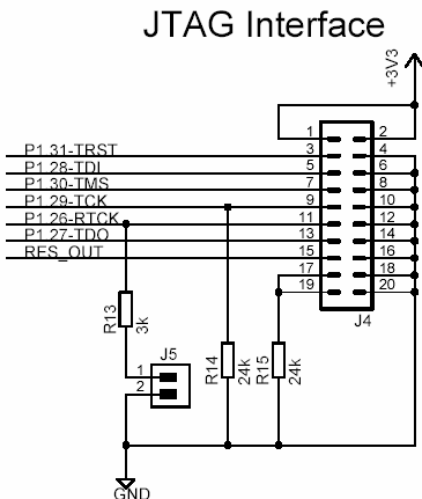 JTAG Interface
+3V3
1 2
P1.31-TRST 3 4
P1.28-TDI 5 6
P1.30-TMS 7 8
P1.29-TCK 9 10
P1.26-RTCK 11 12
P1.27-TDO 13 14
RES_OUT 15 16
17 18
19 20
J4
R13 3k
J5
1
2
R14 24k
R15 24k
GND